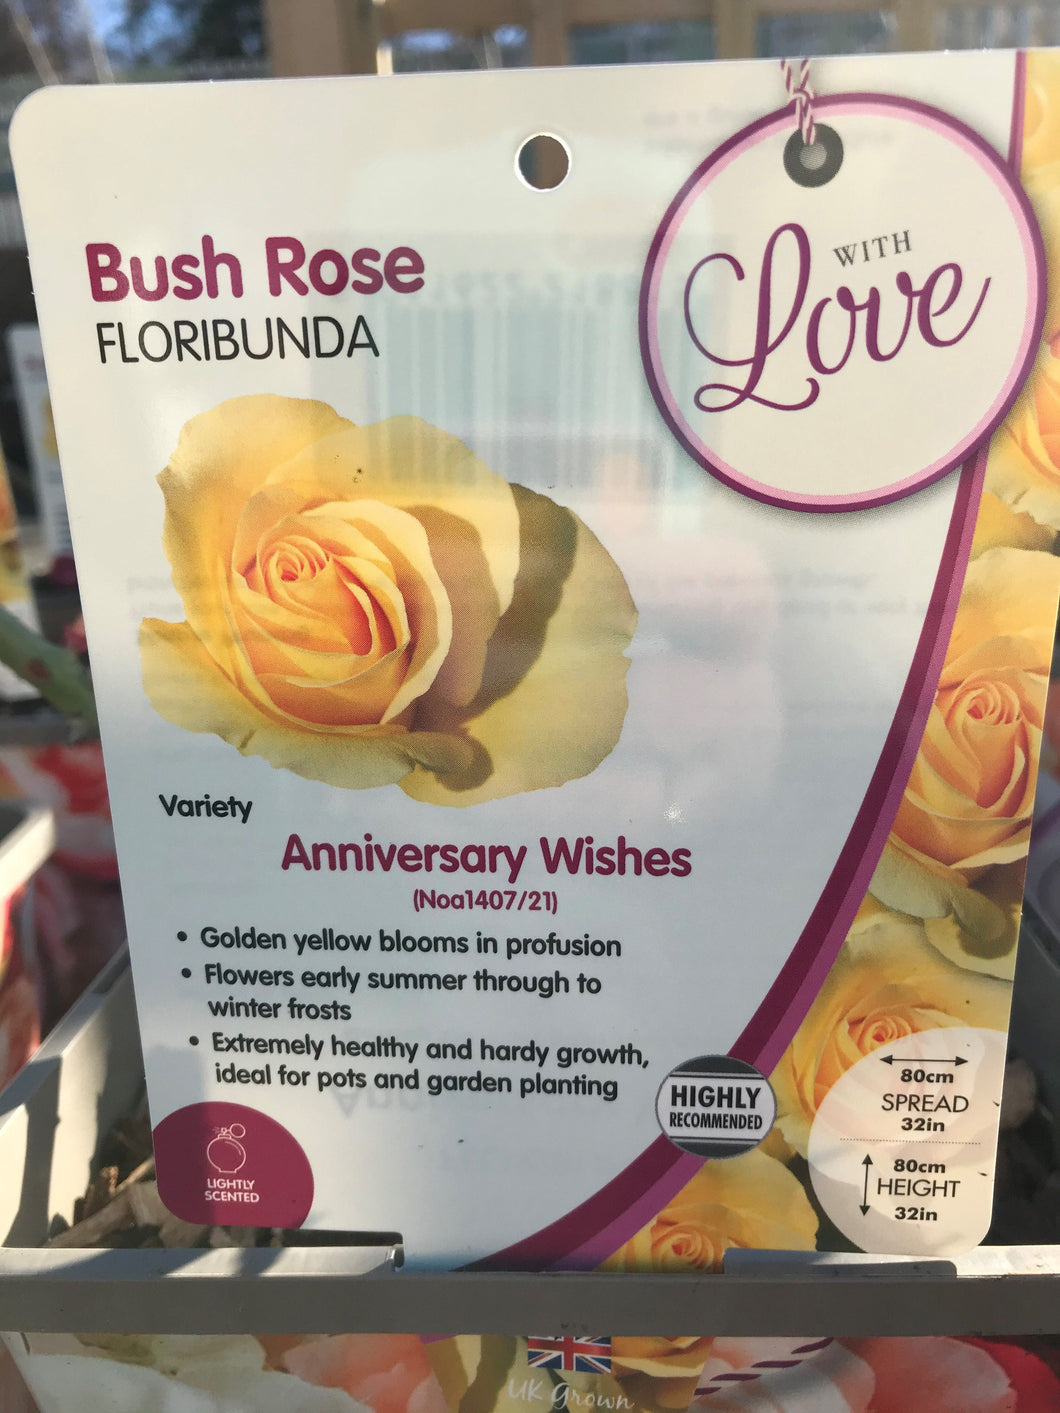 Bush Rose
FLORIBUNDA
WITH
Love
Variety
Anniversary Wishes
(Noa1407/21)
• Golden yellow blooms in profusion
• Flowers early summer through to
winter frosts
• Extremely healthy and hardy growth,
ideal for pots and garden planting
HIGHLY
RECOMMENDED
LIGHTLY
SCENTED
80cm
SPREAD
32in
80cm
HEIGHT
32in
UK Grown